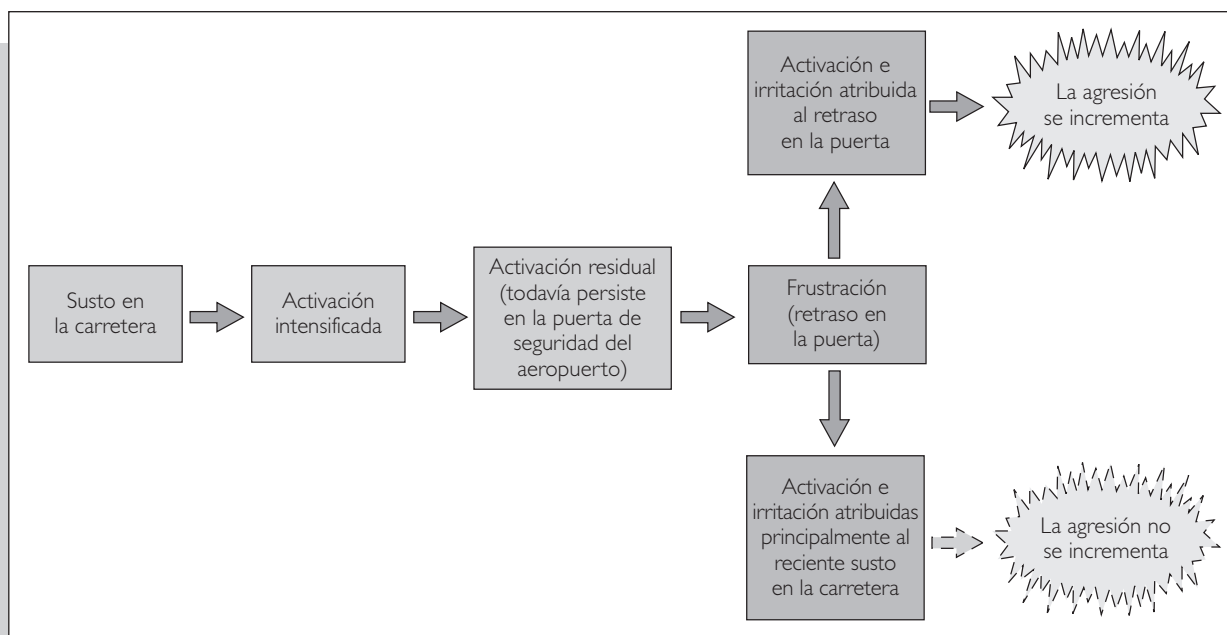 Susto en
la carretera
Activación
intensificada
Activación residual
(todavía persiste
en la puerta de
seguridad del
aeropuerto)
Frustración
(retraso en
la puerta)
Activación e
irritación atribuida
al retraso
en la puerta
La agresión
se incrementa
Activación e
irritación atribuidas
principalmente al
reciente susto
en la carretera
La agresión no
se incrementa